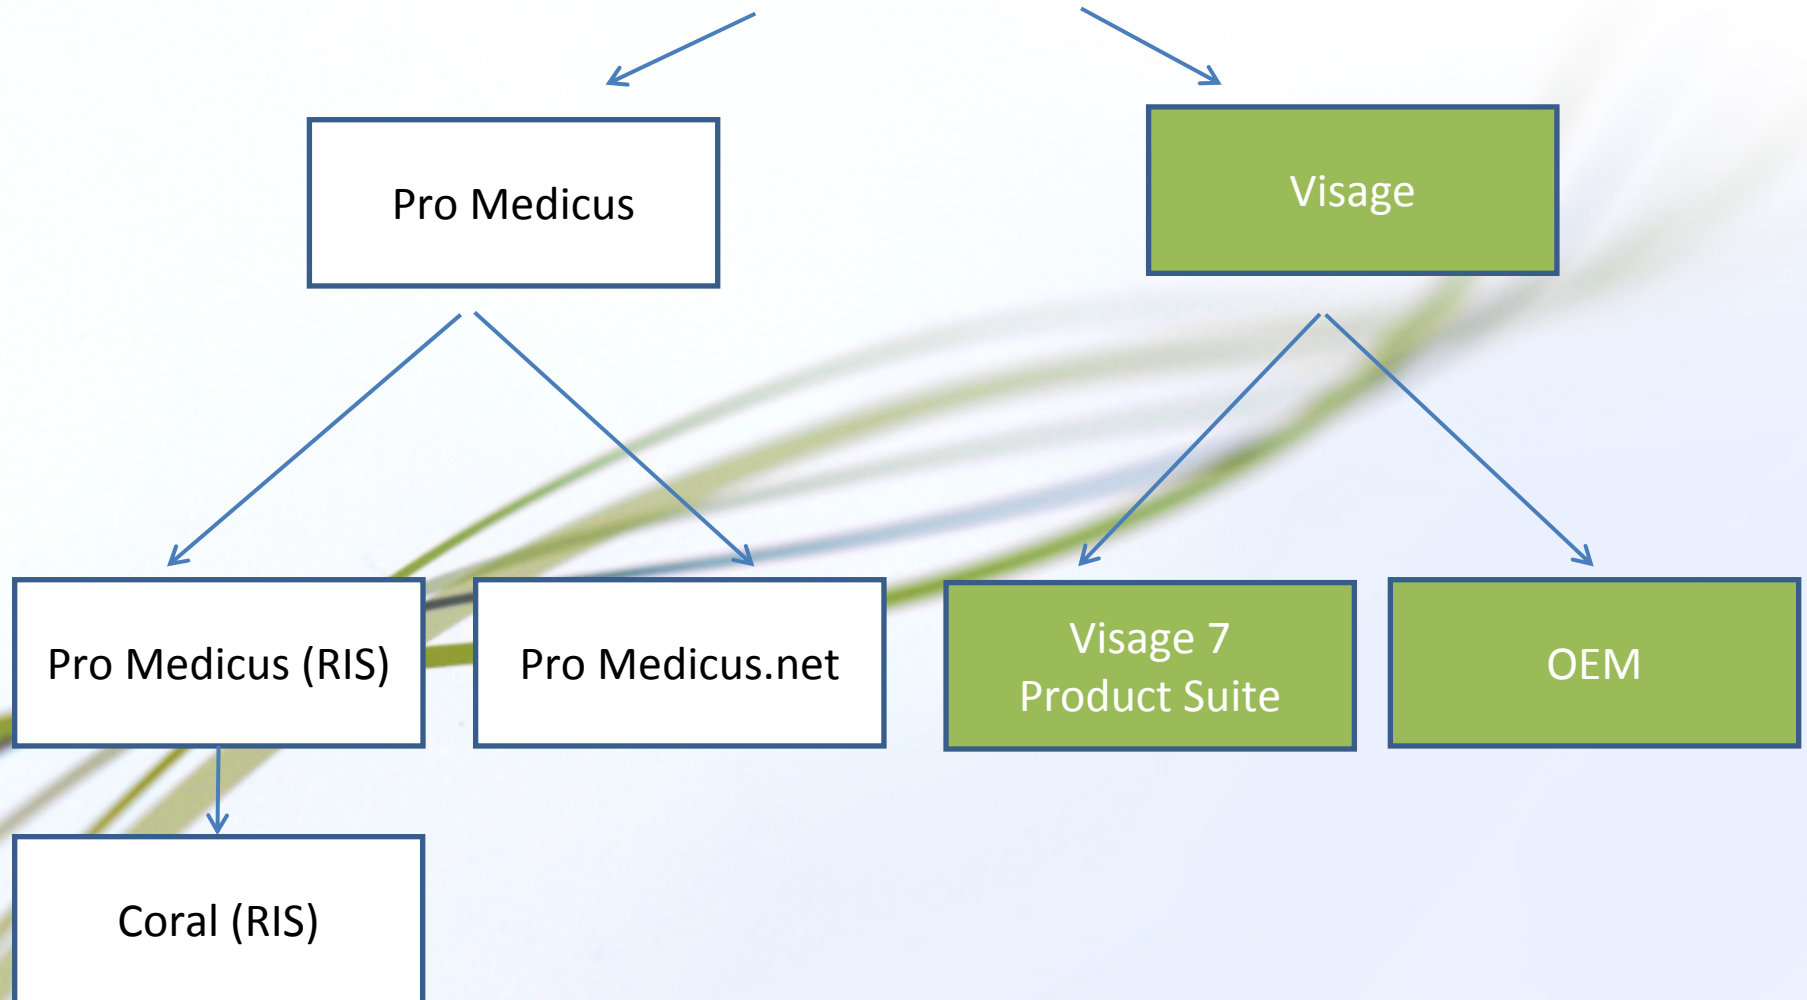 Pro Medicus
Visage
Pro Medicus (RIS)
Pro Medicus.net
Visage 7
Product Suite
OEM
Coral (RIS)